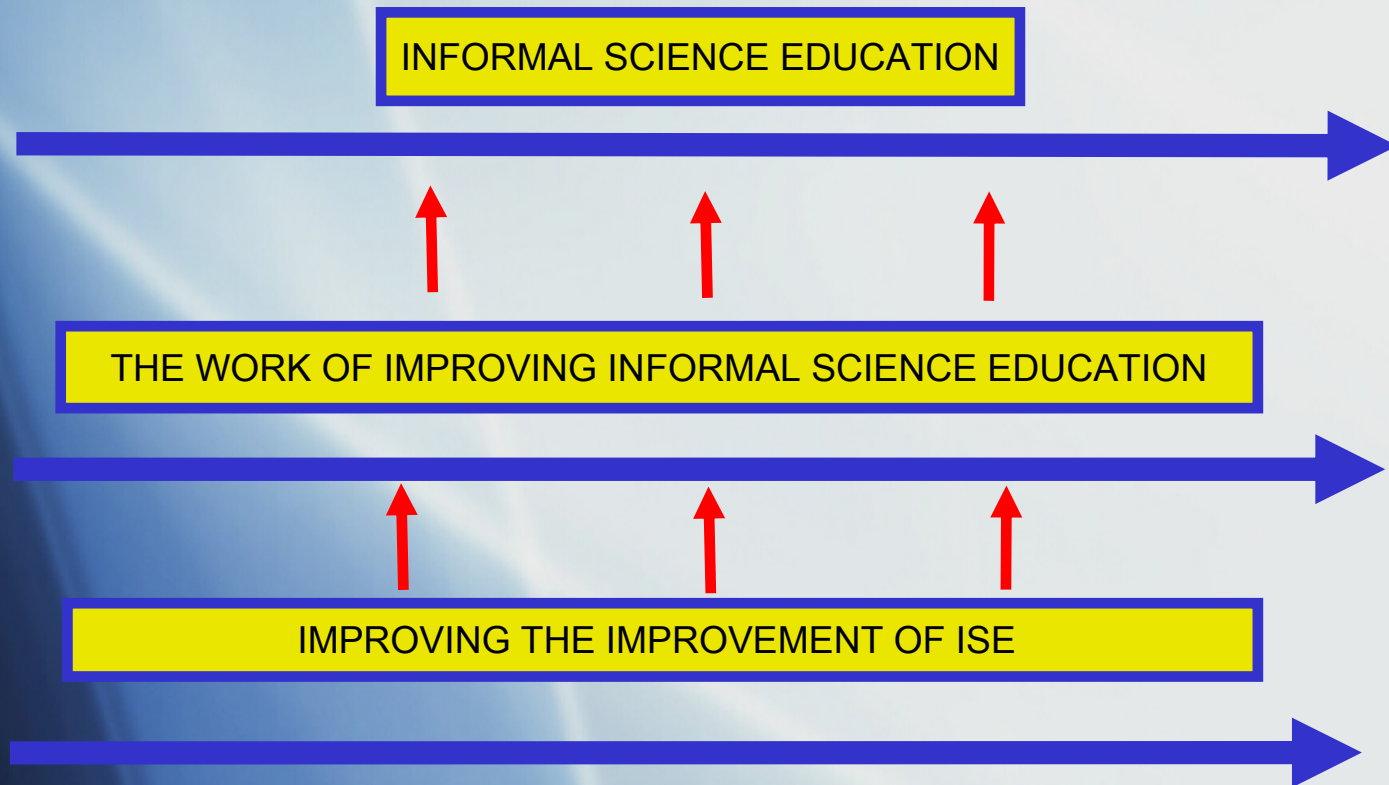 INFORMAL SCIENCE EDUCATION
THE WORK OF IMPROVING INFORMAL SCIENCE EDUCATION
IMPROVING THE IMPROVEMENT OF ISE